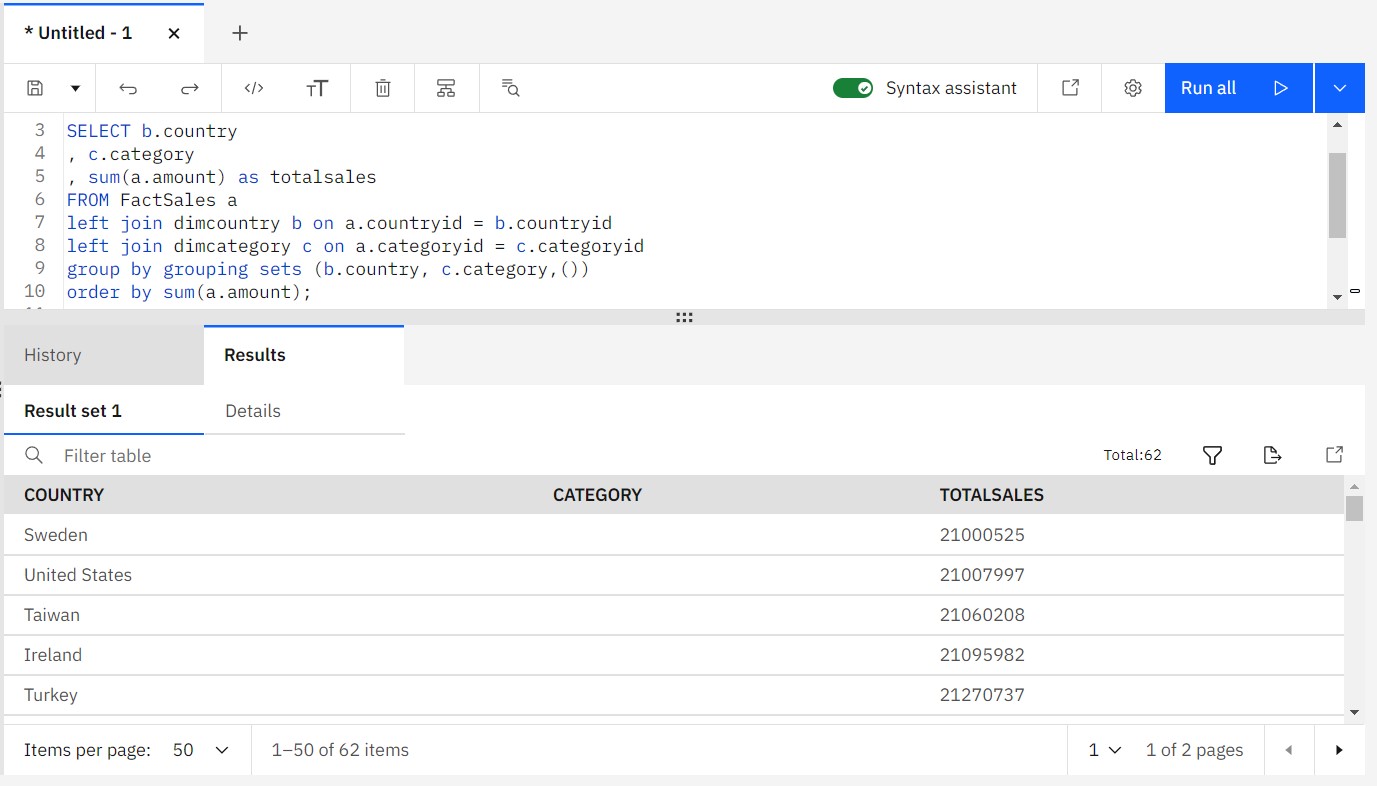 * Untitled - 1
Syntax assistant
Run all
3 SELECT b.country
4 , c.category
5 , sum(a.amount) as totalsales
6 FROM FactSales a
7 left join dimcountry b on a.countryid = b.countryid
8 left join dimcategory c on a.categoryid = c.categoryid
9 group by grouping sets (b.country, c.category,())
10 order by sum(a.amount);
History Results
Result set 1 Details
Filter table Total:62
COUNTRY CATEGORY TOTALSALES
Sweden 21000525
United States 21007997
Taiwan 21060208
Ireland 21095982
Turkey 21270737
Items per page: 50 1–50 of 62 items 1 1 of 2 pages